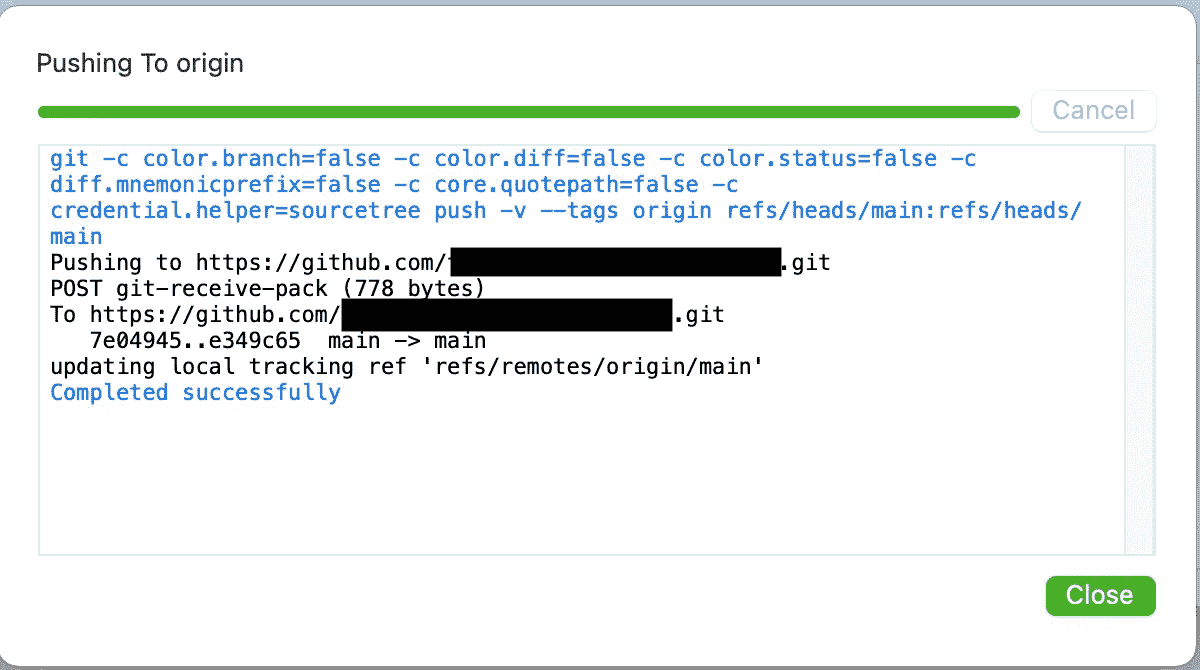 Pushing To origin
Cancel
git -c color.branch=false -c color.diff=false -c color.status=false -c
diff.mnemonicprefix=false -c core.quotepath=false -c
credential.helper=sourcetree push -v --tags origin refs/heads/main:refs/heads/
main
Pushing to https://github.com/ .git
POST git-receive-pack (778 bytes)
To https://github.com/ .git
7e04945..e349c65 main -> main
updating local tracking ref 'refs/remotes/origin/main'
Completed successfully
Close